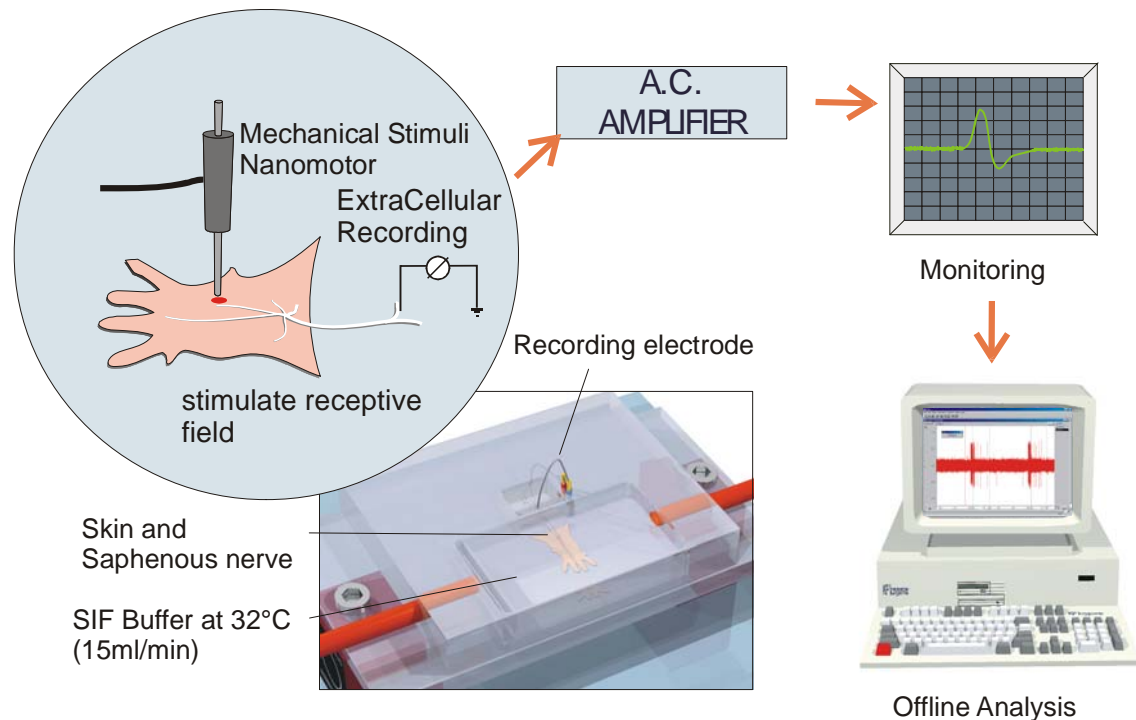 A.C.
AMPLIFIER
Mechanical Stimuli
Nanomotor
ExtraCellular
Recording
stimulate receptive
field
Monitoring
Recording electrode
Skin and
Saphenous nerve
SIF Buffer at 32°C
(15ml/min)
Offline Analysis